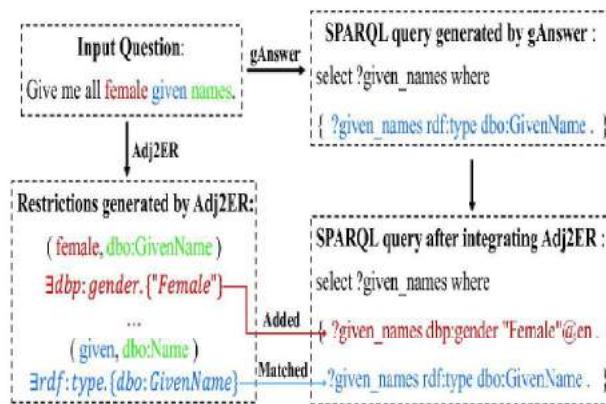 Input Question:
Give me all female given names.
gAnswer
SPARQL query generated by gAnswer :
select ?given_names where
{ ?given_names rdf:type dbo:GivenName . }
Adj2ER
Restrictions generated by Adj2ER:
( female, dbo:GivenName )
∃dbp:gender.{"Female"}
...
( given, dbo:Name )
∃rdf:type.{dbo:GivenName}
Added
Matched
SPARQL query after integrating Adj2ER :
select ?given_names where
{ ?given_names dbp:gender "Female"@en .
?given_names rdf:type dbo:GivenName . }